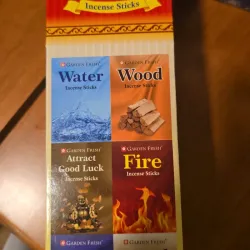 Incense Sticks
GARDEN FRESH
Water
Incense Sticks
GARDEN FRESH
Wood
Incense Sticks
GARDEN FRESH
Attract
Good Luck
Incense Sticks
GARDEN FRESH
Fire
Incense Sticks
GARDEN FRESH
GARDEN FRESH